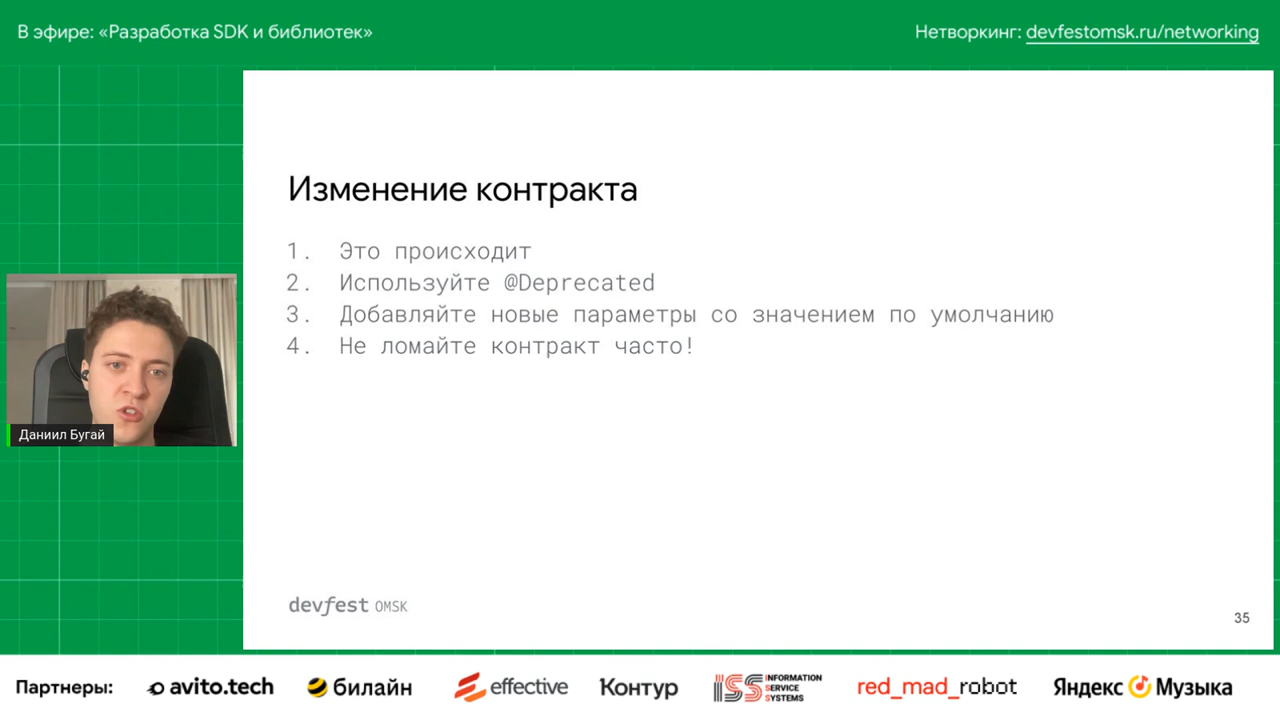 В эфире: «Разработка SDK и библиотек»
Нетворкинг: devfestomsk.ru/networking
Изменение контракта
1. Это происходит
2. Используйте @Deprecated
3. Добавляйте новые параметры со значением по умолчанию
4. Не ломайте контракт часто!
Даниил Бугай
devfest OMSK
35
Партнеры: avito.tech билайн effective Контур ISS INFORMATION SERVICE SYSTEMS red_mad_robot Яндекс Музыка